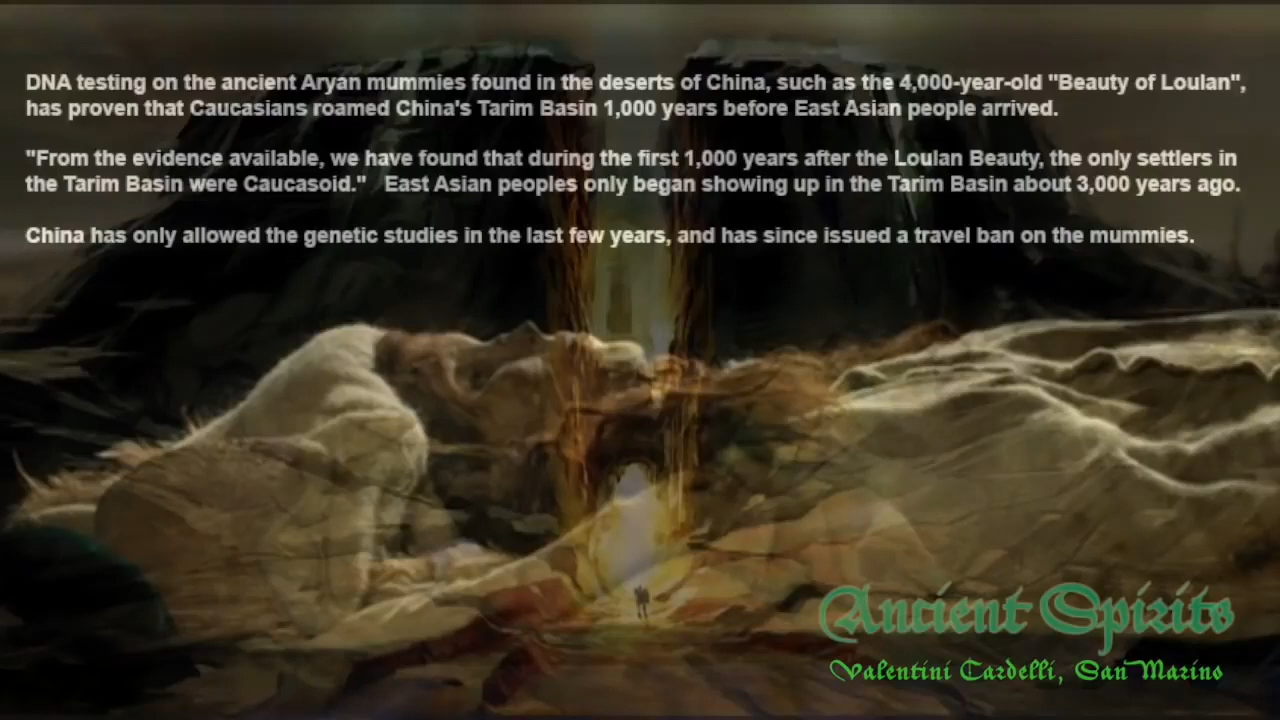 DNA testing on the ancient Aryan mummies found in the deserts of China, such as the 4,000-year-old "Beauty of Loulan",
has proven that Caucasians roamed China's Tarim Basin 1,000 years before East Asian people arrived.
"From the evidence available, we have found that during the first 1,000 years after the Loulan Beauty, the only settlers in
the Tarim Basin were Caucasoid."   East Asian peoples only began showing up in the Tarim Basin about 3,000 years ago.
China has only allowed the genetic studies in the last few years, and has since issued a travel ban on the mummies.
Ancient Spirits
Valentini Cardelli, San Marino